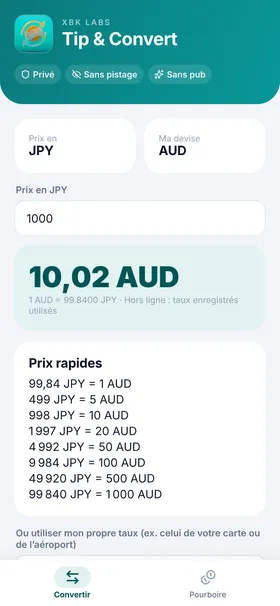 XBK LABS
Tip & Convert
Privé
Sans pistage
Sans pub
Prix en
JPY
Ma devise
AUD
Prix en JPY
1000
10,02 AUD
1 AUD = 99.8400 JPY · Hors ligne : taux enregistrés
utilisés
Prix rapides
99,84 JPY = 1 AUD
499 JPY = 5 AUD
998 JPY = 10 AUD
1 997 JPY = 20 AUD
4 992 JPY = 50 AUD
9 984 JPY = 100 AUD
49 920 JPY = 500 AUD
99 840 JPY = 1 000 AUD
Ou utiliser mon propre taux (ex. celui de votre carte ou
de l’aéroport)
Convertir
Pourboire